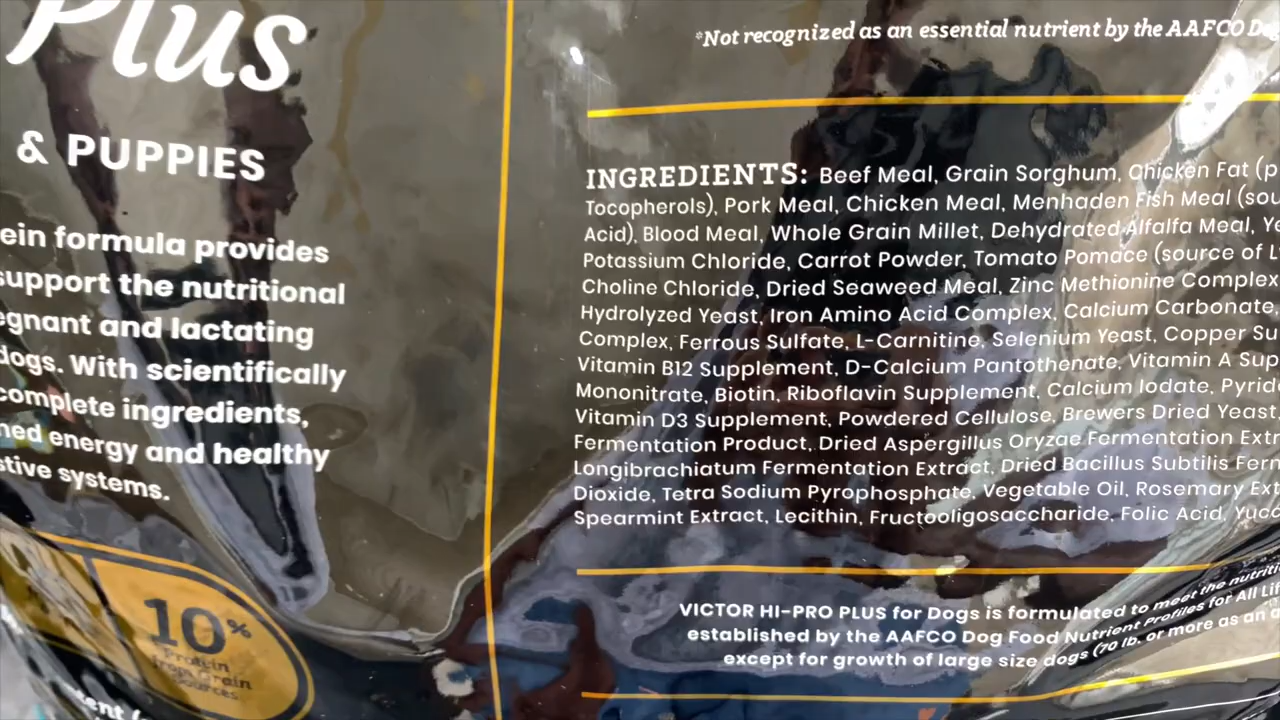 Plus
& PUPPIES
ein formula provides
support the nutritional
egnant and lactating
dogs. With scientifically
complete ingredients,
ned energy and healthy
stive systems.
10%
Protein
from Grain
Sources
*Not recognized as an essential nutrient by the AAFCO Dog
INGREDIENTS: Beef Meal, Grain Sorghum, Chicken Fat (p
Tocopherols), Pork Meal, Chicken Meal, Menhaden Fish Meal (sou
Acid), Blood Meal, Whole Grain Millet, Dehydrated Alfalfa Meal, Ye
Potassium Chloride, Carrot Powder, Tomato Pomace (source of L
Choline Chloride, Dried Seaweed Meal, Zinc Methionine Complex
Hydrolyzed Yeast, Iron Amino Acid Complex, Calcium Carbonate,
Complex, Ferrous Sulfate, L-Carnitine, Selenium Yeast, Copper Su
Vitamin B12 Supplement, D-Calcium Pantothenate, Vitamin A Sup
Mononitrate, Biotin, Riboflavin Supplement, Calcium Iodate, Pyrid
Vitamin D3 Supplement, Powdered Cellulose, Brewers Dried Yeast
Fermentation Product, Dried Aspergillus Oryzae Fermentation Extr
Longibrachiatum Fermentation Extract, Dried Bacillus Subtilis Ferm
Dioxide, Tetra Sodium Pyrophosphate, Vegetable Oil, Rosemary Ext
Spearmint Extract, Lecithin, Fructooligosaccharide, Folic Acid, Yucc
VICTOR HI-PRO PLUS for Dogs is formulated to meet the nutriti
established by the AAFCO Dog Food Nutrient Profiles for All Lif
except for growth of large size dogs (70 lb. or more as an a